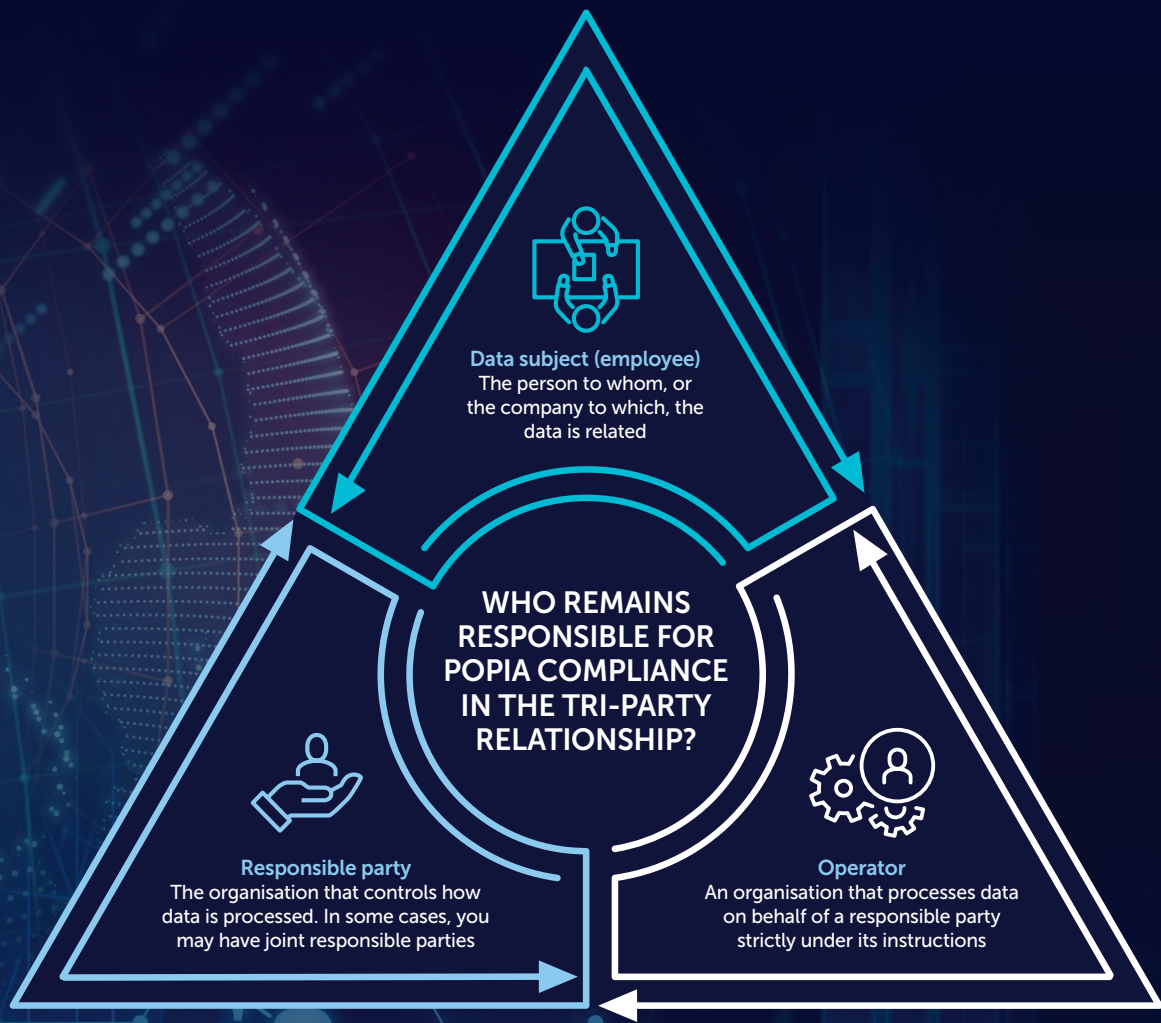 Data subject (employee)
The person to whom, or
the company to which, the
data is related
WHO REMAINS
RESPONSIBLE FOR
POPIA COMPLIANCE
IN THE TRI-PARTY
RELATIONSHIP?
Responsible party
The organisation that controls how
data is processed. In some cases, you
may have joint responsible parties
Operator
An organisation that processes data
on behalf of a responsible party
strictly under its instructions